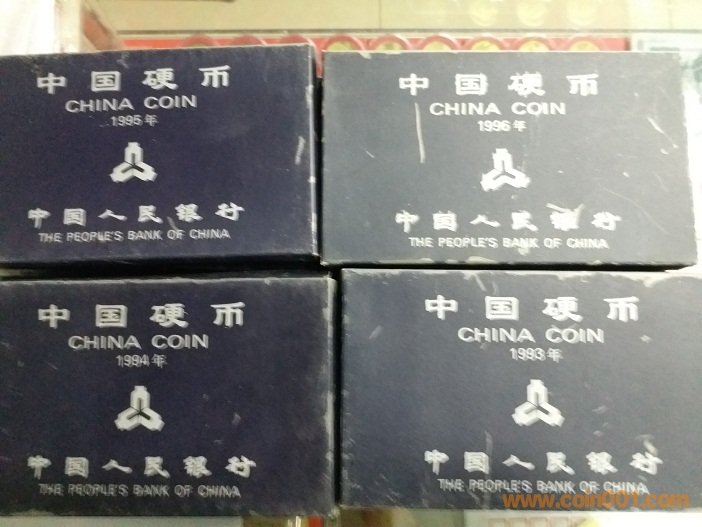 中国硬币
CHINA COIN
1995年
中国人民银行
THE PEOPLE'S BANK OF CHINA
中国硬币
CHINA COIN
1996年
中国人民银行
THE PEOPLE'S BANK OF CHINA
中国硬币
CHINA COIN
1994年
中国人民银行
THE PEOPLE'S BANK OF CHINA
中国硬币
CHINA COIN
1993年
中国人民银行
THE PEOPLE'S BANK OF CHINA
www.coin001.com